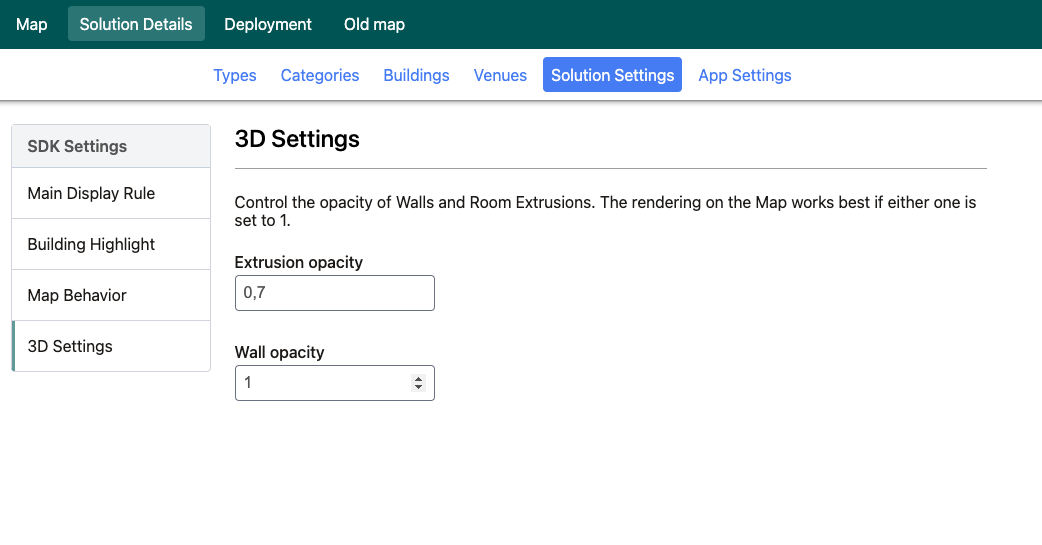 Map Solution Details Deployment Old map
Types Categories Buildings Venues Solution Settings App Settings
SDK Settings
Main Display Rule
Building Highlight
Map Behavior
3D Settings
3D Settings
Control the opacity of Walls and Room Extrusions. The rendering on the Map works best if either one is
set to 1.
Extrusion opacity
0,7
Wall opacity
1